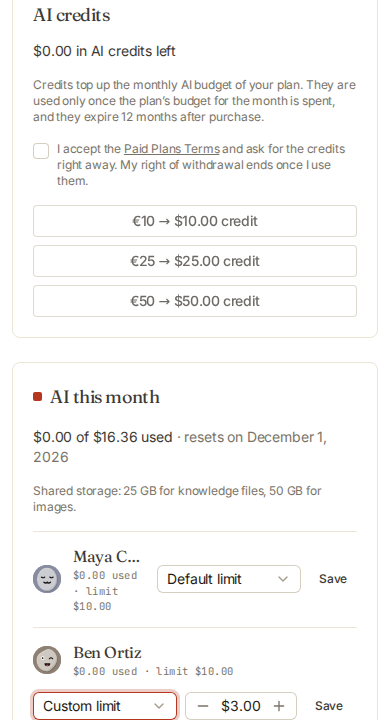 AI credits
$0.00 in AI credits left
Credits top up the monthly AI budget of your plan. They are
used only once the plan's budget for the month is spent,
and they expire 12 months after purchase.
I accept the Paid Plans Terms and ask for the credits
right away. My right of withdrawal ends once I use
them.
€10 → $10.00 credit
€25 → $25.00 credit
€50 → $50.00 credit
AI this month
$0.00 of $16.36 used · resets on December 1,
2026
Shared storage: 25 GB for knowledge files, 50 GB for
images.
Maya C...
$0.00 used
· limit
$10.00
Default limit
Save
Ben Ortiz
$0.00 used · limit $10.00
Custom limit
− $3.00 +
Save